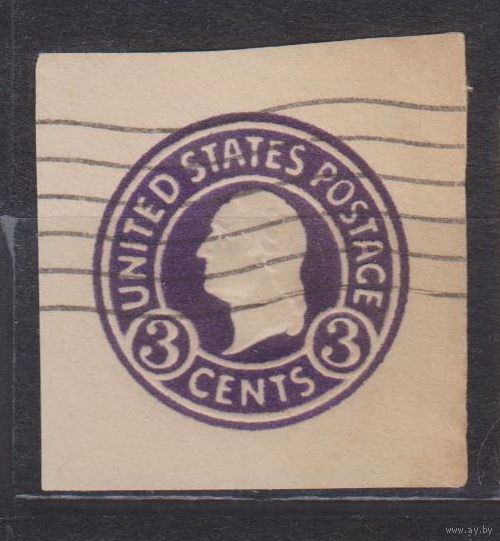 UNITED STATES POSTAGE
3 CENTS 3
www.ay.by